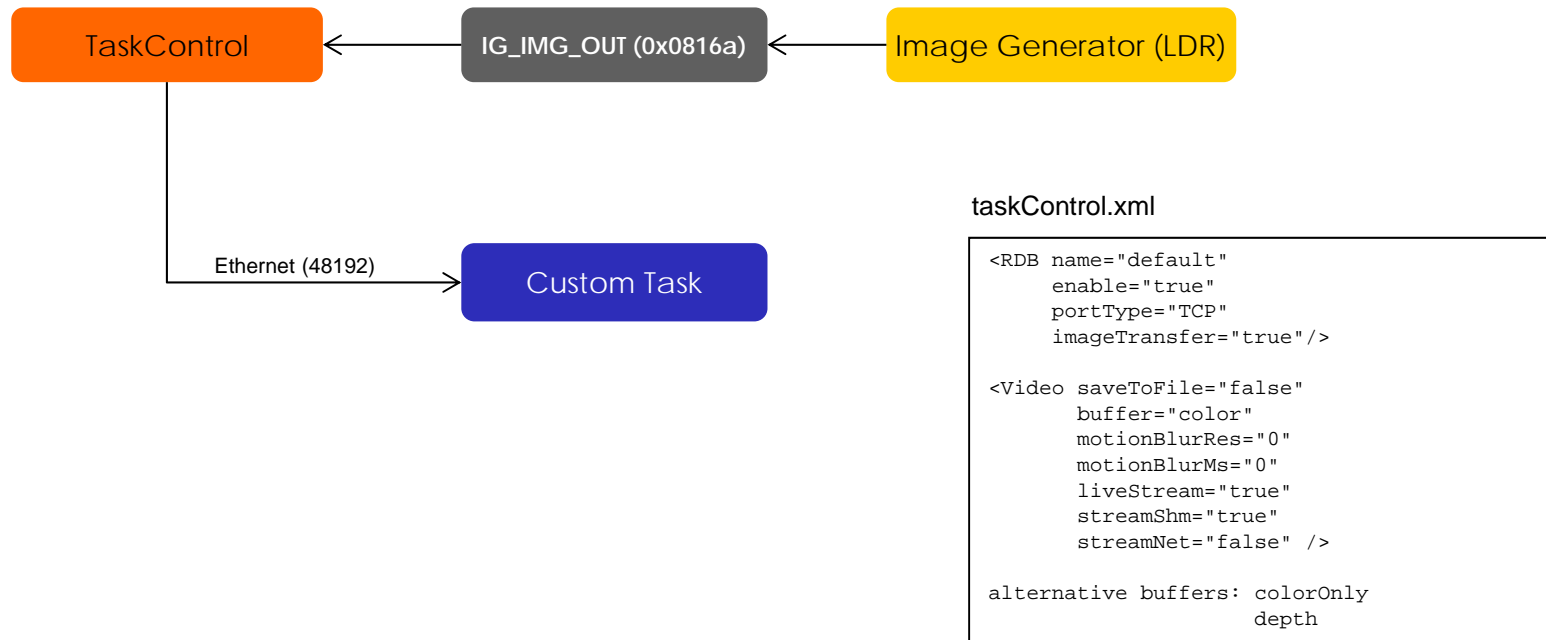 TaskControl
IG_IMG_OUT (0x0816a)
Image Generator (LDR)
Ethernet (48192)
Custom Task
taskControl.xml
<RDB name="default"
enable="true"
portType="TCP"
imageTransfer="true"/>
<Video saveToFile="false"
buffer="color"
motionBlurRes="0"
motionBlurMs="0"
liveStream="true"
streamShm="true"
streamNet="false" />
alternative buffers: colorOnly
depth